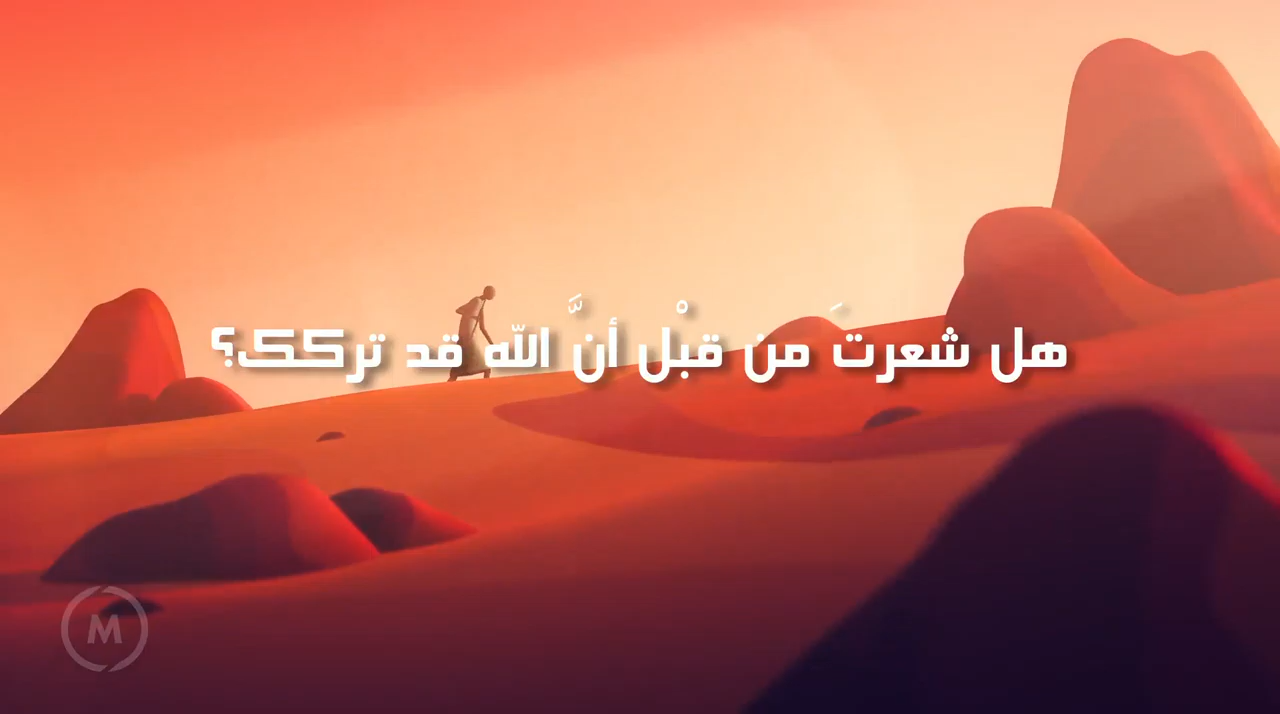 هل شعرتَ من قبْل أنَّ الله قد تركك؟
M